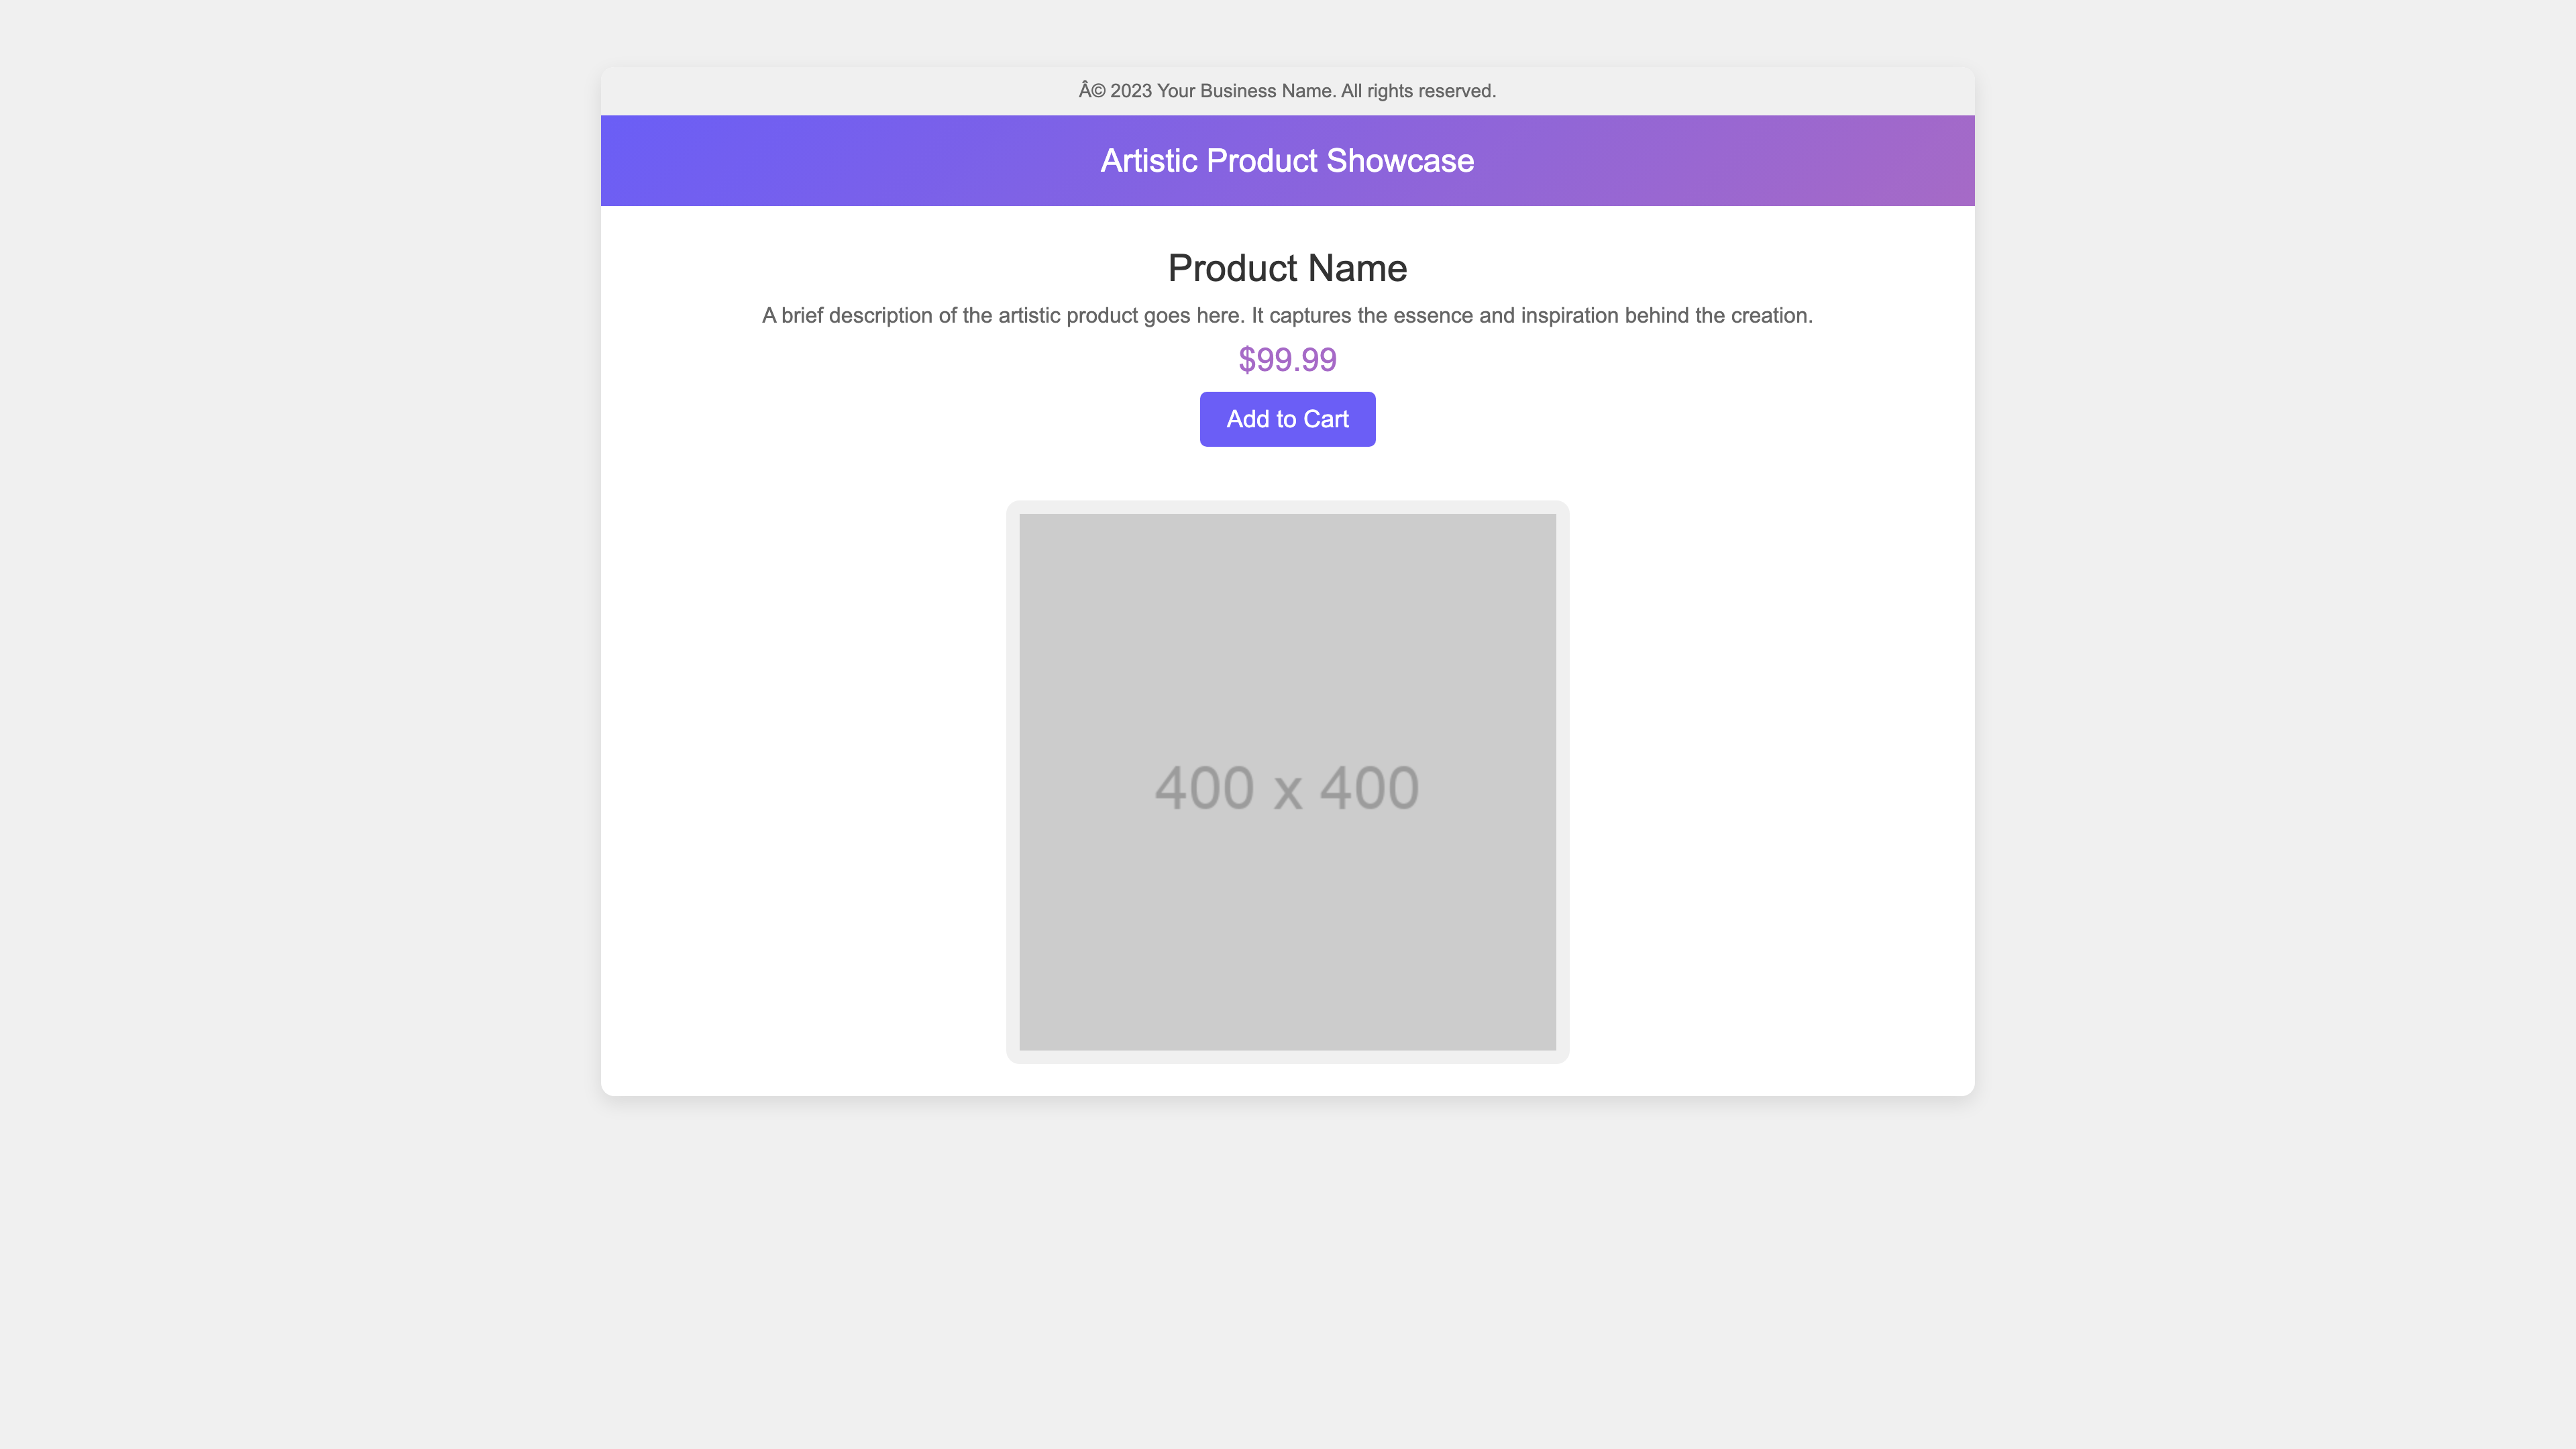 Â© 2023 Your Business Name. All rights reserved.
Artistic Product Showcase
Product Name
A brief description of the artistic product goes here. It captures the essence and inspiration behind the creation.
$99.99
Add to Cart
400 x 400